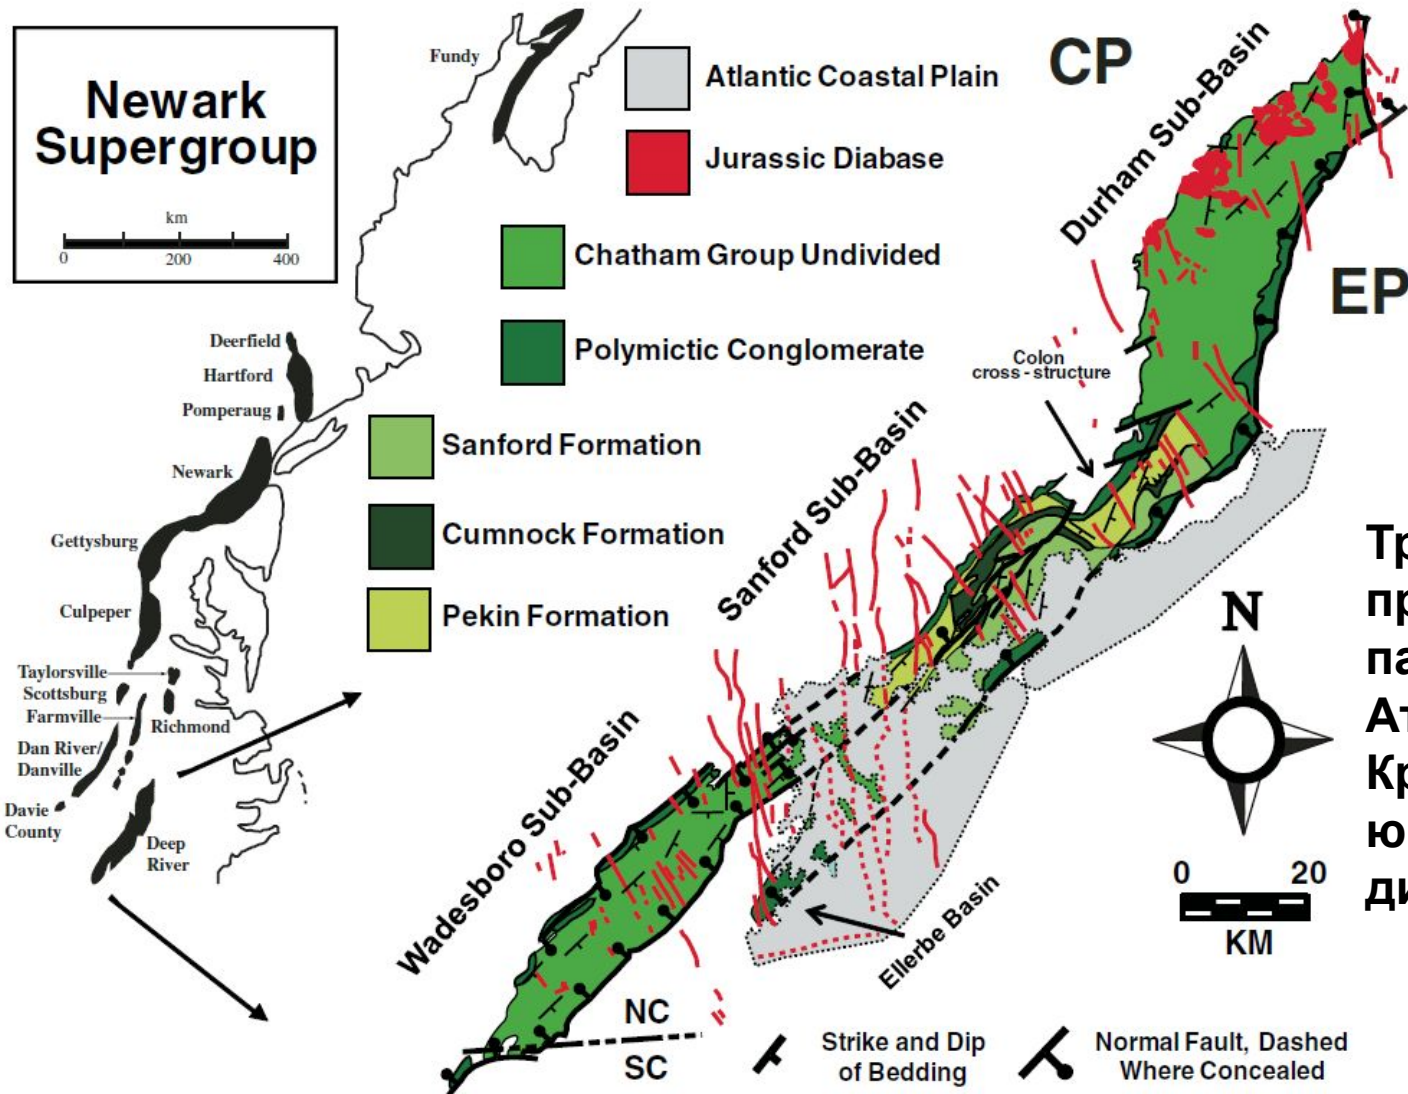 Newark
Supergroup
km
0 200 400
Fundy
Deerfield
Hartford
Pomperaug
Newark
Gettysburg
Culpeper
Taylorsville
Scottsburg
Farmville
Richmond
Dan River/
Danville
Davie
County
Deep
River
Atlantic Coastal Plain
Jurassic Diabase
Chatham Group Undivided
Polymictic Conglomerate
Sanford Formation
Cumnock Formation
Pekin Formation
CP
EP
Durham Sub-Basin
Colon
cross-structure
Sanford Sub-Basin
Wadesboro Sub-Basin
Ellerbe Basin
NC
SC
N
0 20
KM
Strike and Dip
of Bedding
Normal Fault, Dashed
Where Concealed